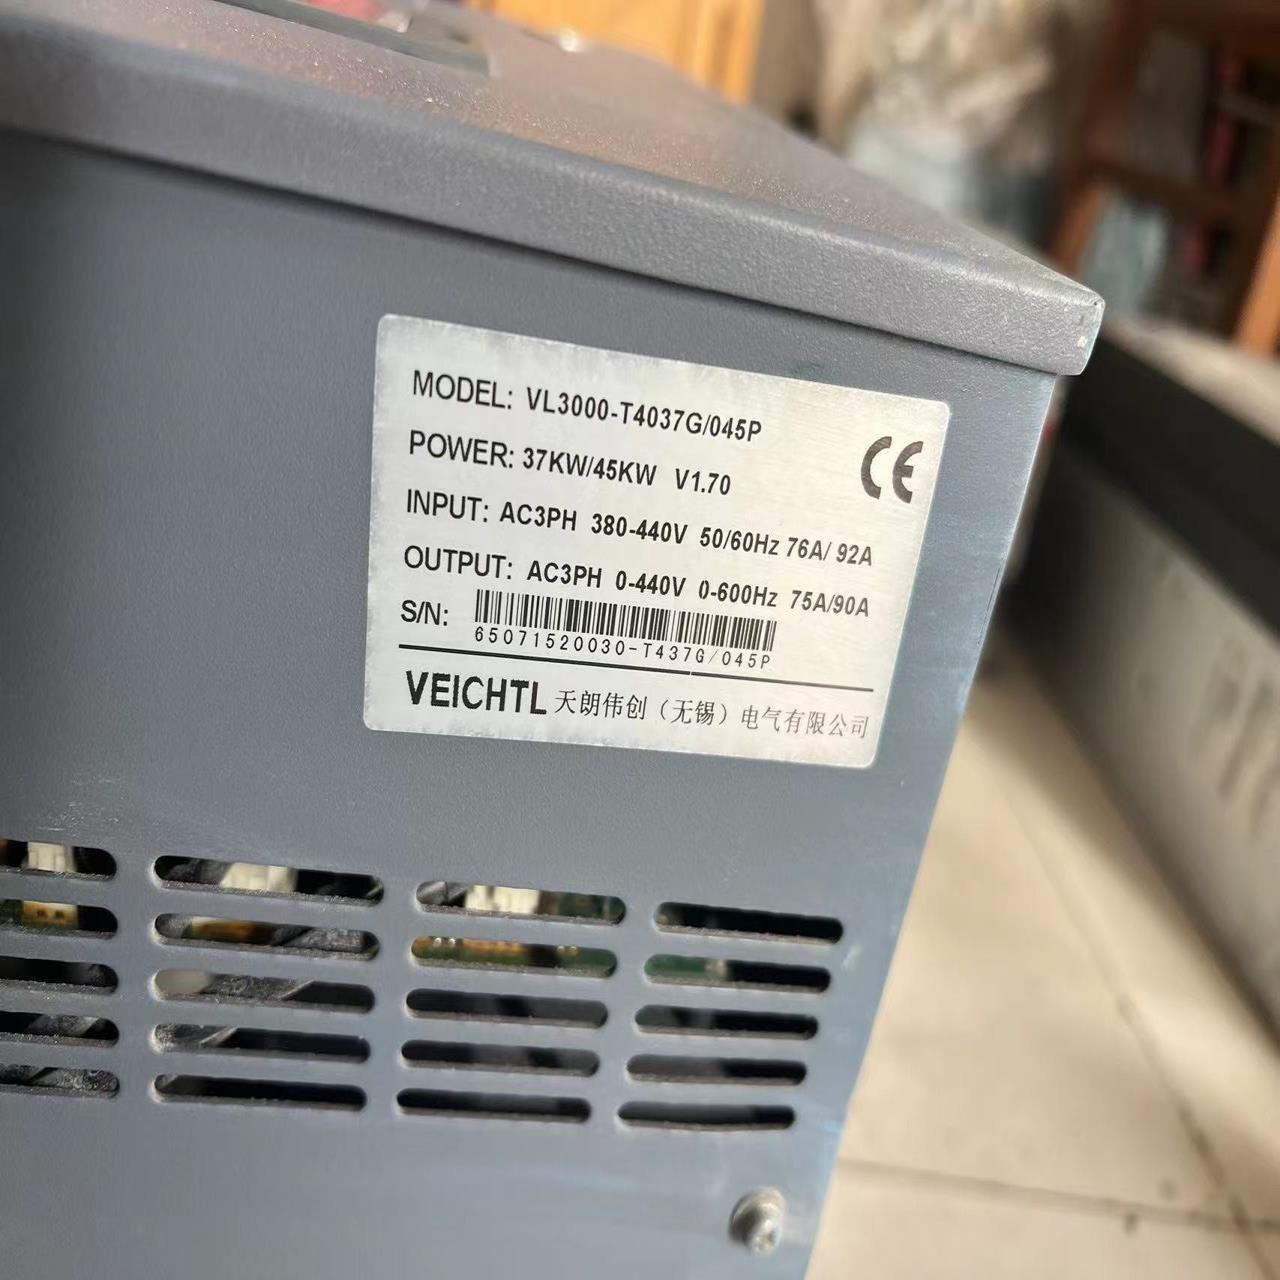 MODEL: VL3000-T4037G/045P
POWER: 37KW/45KW V1.70
CE
INPUT: AC3PH 380-440V 50/60Hz 76A/ 92A
OUTPUT: AC3PH 0-440V 0-600Hz 75A/90A
S/N:
65071520030-T437G/045P
VEICHTL 天朗伟创（无锡）电气有限公司